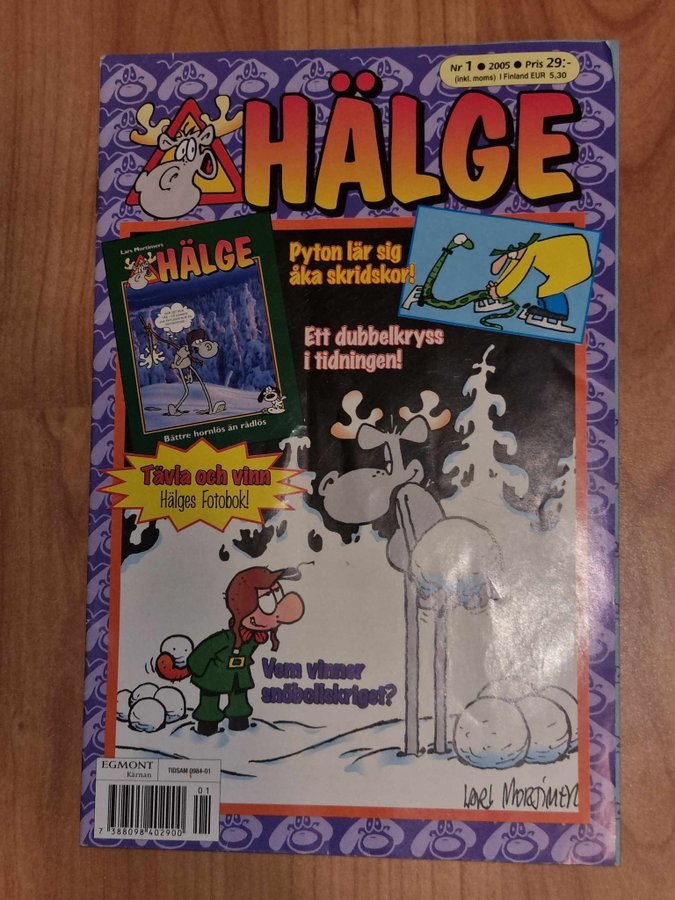 Nr 1 ● 2005 ● Pris 29:-
(inkl. moms) I Finland EUR 5,30
HÄLGE
Lars Mortimers
HÄLGE
Bättre hornlös än rådlös
Pyton lär sig
åka skridskor!
Ett dubbelkryss
i tidningen!
Tävla och vinn
Hälges Fotobok!
Vem vinner
snöbollskriget?
EGMONT
Kärnan
TIDSAM 0984-01
01
7 388098 402900
LARS MORTIMER